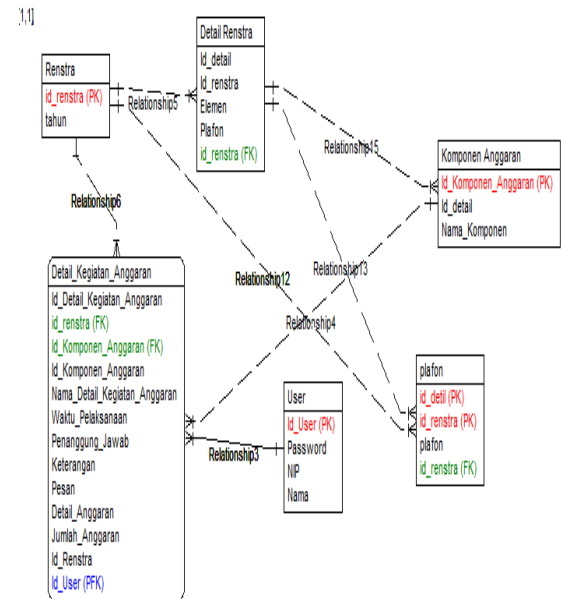 [1,1]
Renstra
id_renstra (PK)
tahun
Detail Renstra
Id_detail
Id_renstra
Elemen
Plafon
id_renstra (FK)
Relationship5
Relationship15
Komponen Anggaran
Id_Komponen_Anggaran (PK)
Id_detail
Nama_Komponen
Relationship6
Relationship12
Relationship13
Relationship4
Detail_Kegiatan_Anggaran
Id_Detail_Kegiatan_Anggaran
id_renstra (FK)
Id_Komponen_Anggaran (FK)
Id_Komponen_Anggaran
Nama_Detail_Kegiatan_Anggaran
Waktu_Pelaksanaan
Penanggung_Jawab
Keterangan
Pesan
Detail_Anggaran
Jumlah_Anggaran
Id_Renstra
Id_User (PFK)
Relationship3
User
Id_User (PK)
Password
NIP
Nama
plafon
id_detil (PK)
id_renstra (PK)
plafon
id_renstra (FK)